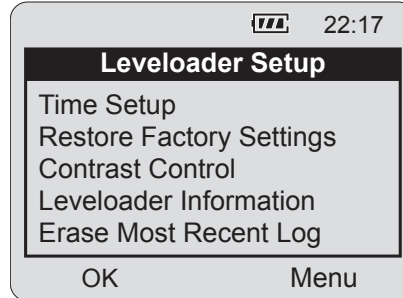 22:17
Leveloader Setup
Time Setup
Restore Factory Settings
Contrast Control
Leveloader Information
Erase Most Recent Log
OK Menu